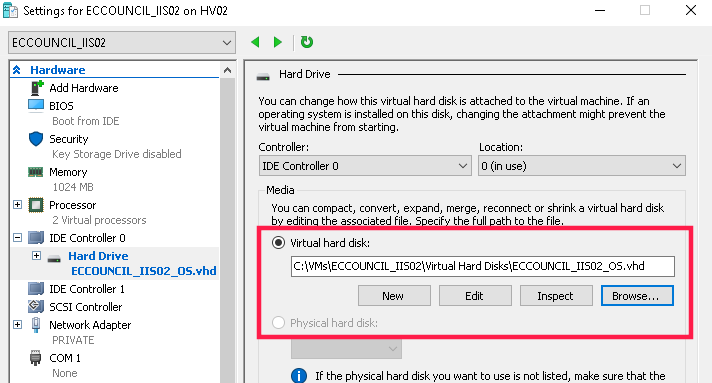 Settings for ECCOUNCIL_IIS02 on HV02
ECCOUNCIL_IIS02
Hardware
Add Hardware
BIOS
Boot from IDE
Security
Key Storage Drive disabled
Memory
1024 MB
Processor
2 Virtual processors
IDE Controller 0
Hard Drive
ECCOUNCIL_IIS02_OS.vhd
IDE Controller 1
SCSI Controller
Network Adapter
PRIVATE
COM 1
None
Hard Drive
You can change how this virtual hard disk is attached to the virtual machine. If an
operating system is installed on this disk, changing the attachment might prevent the
virtual machine from starting.
Controller: Location:
IDE Controller 0 0 (in use)
Media
You can compact, convert, expand, merge, reconnect or shrink a virtual hard disk
by editing the associated file. Specify the full path to the file.
Virtual hard disk:
C:\VMs\ECCOUNCIL_IIS02\Virtual Hard Disks\ECCOUNCIL_IIS02_OS.vhd
New Edit Inspect Browse...
Physical hard disk:
If the physical hard disk you want to use is not listed, make sure that the